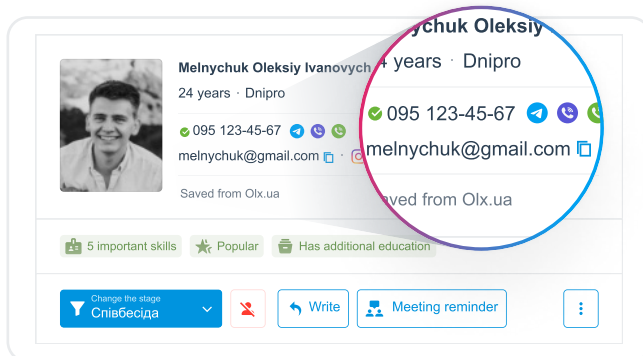 Melnychuk Oleksiy Ivanovych
24 years · Dnipro
095 123-45-67
melnychuk@gmail.com ·
Saved from Olx.ua
ychuk Oleksiy
4 years · Dnipro
095 123-45-67
melnychuk@gmail.com
aved from Olx.ua
5 important skills
Popular
Has additional education
Change the stage
Співбесіда
Write
Meeting reminder